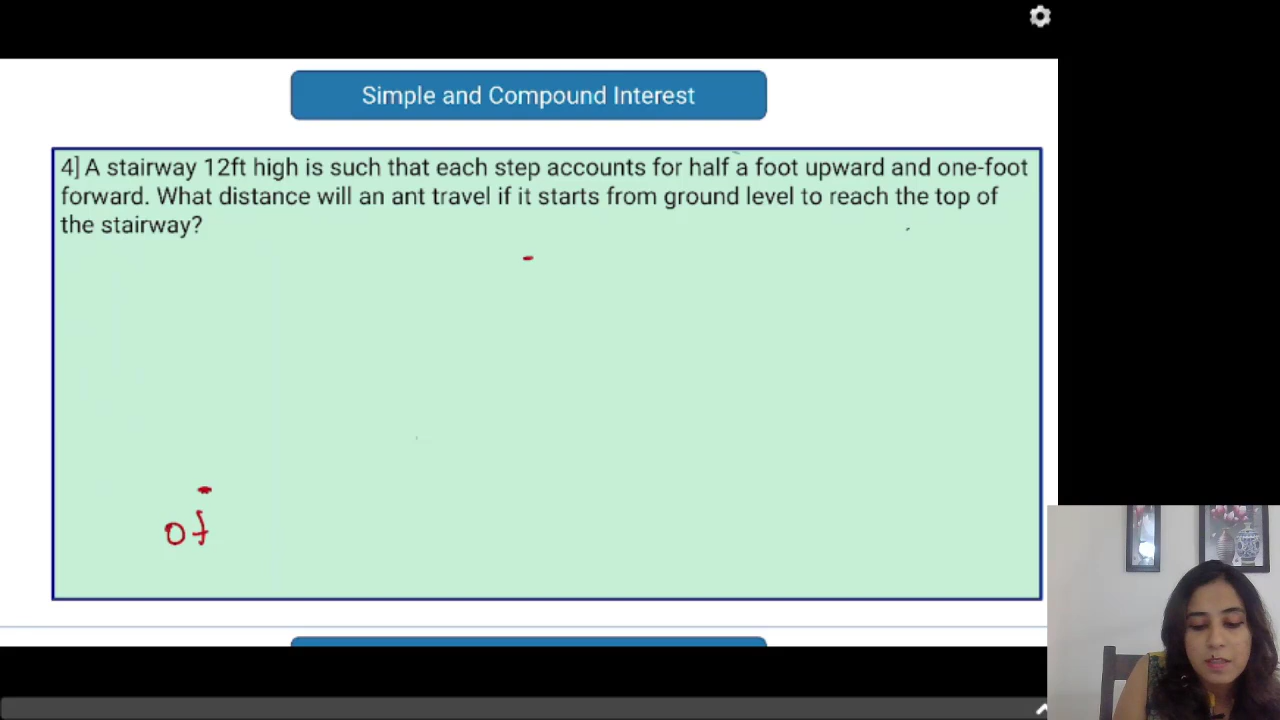 Simple and Compound Interest
4] A stairway 12ft high is such that each step accounts for half a foot upward and one-foot
forward. What distance will an ant travel if it starts from ground level to reach the top of
the stairway?
of